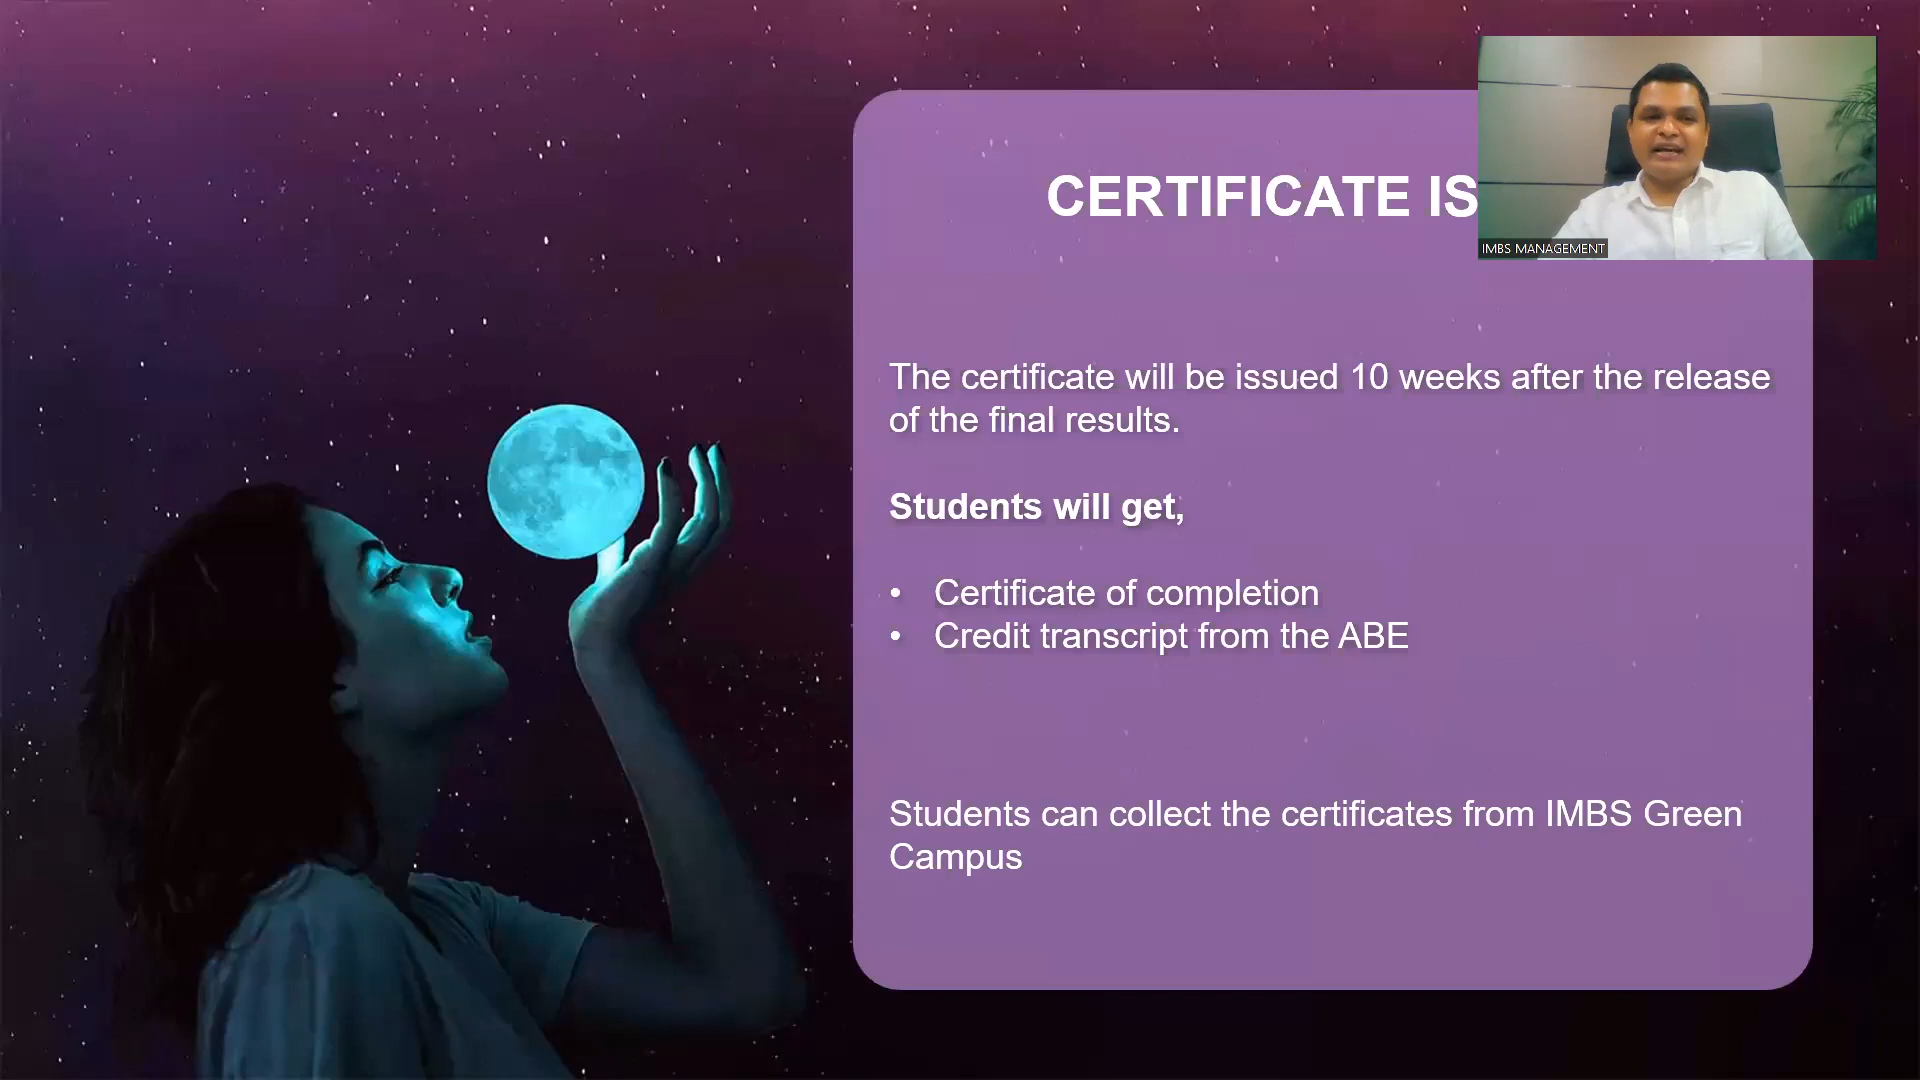 CERTIFICATE IS
IMBS MANAGEMENT
The certificate will be issued 10 weeks after the release
of the final results.
Students will get,
• Certificate of completion
• Credit transcript from the ABE
Students can collect the certificates from IMBS Green
Campus